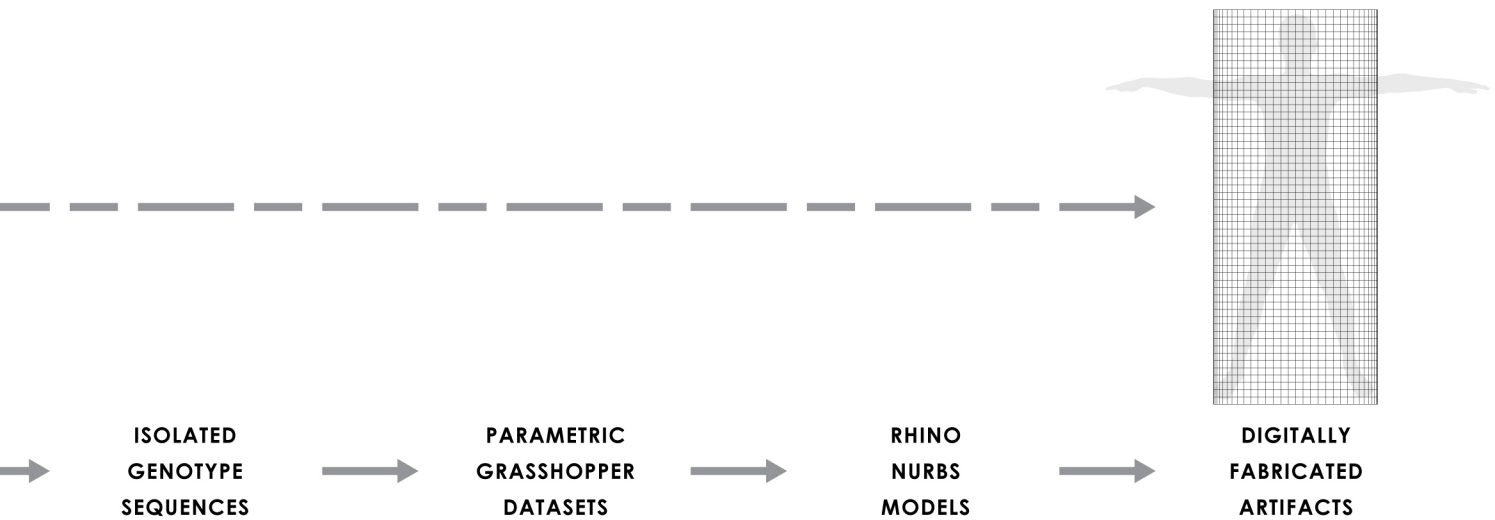 ISOLATED
GENOTYPE
SEQUENCES
PARAMETRIC
GRASSHOPPER
DATASETS
RHINO
NURBS
MODELS
DIGITALLY
FABRICATED
ARTIFACTS